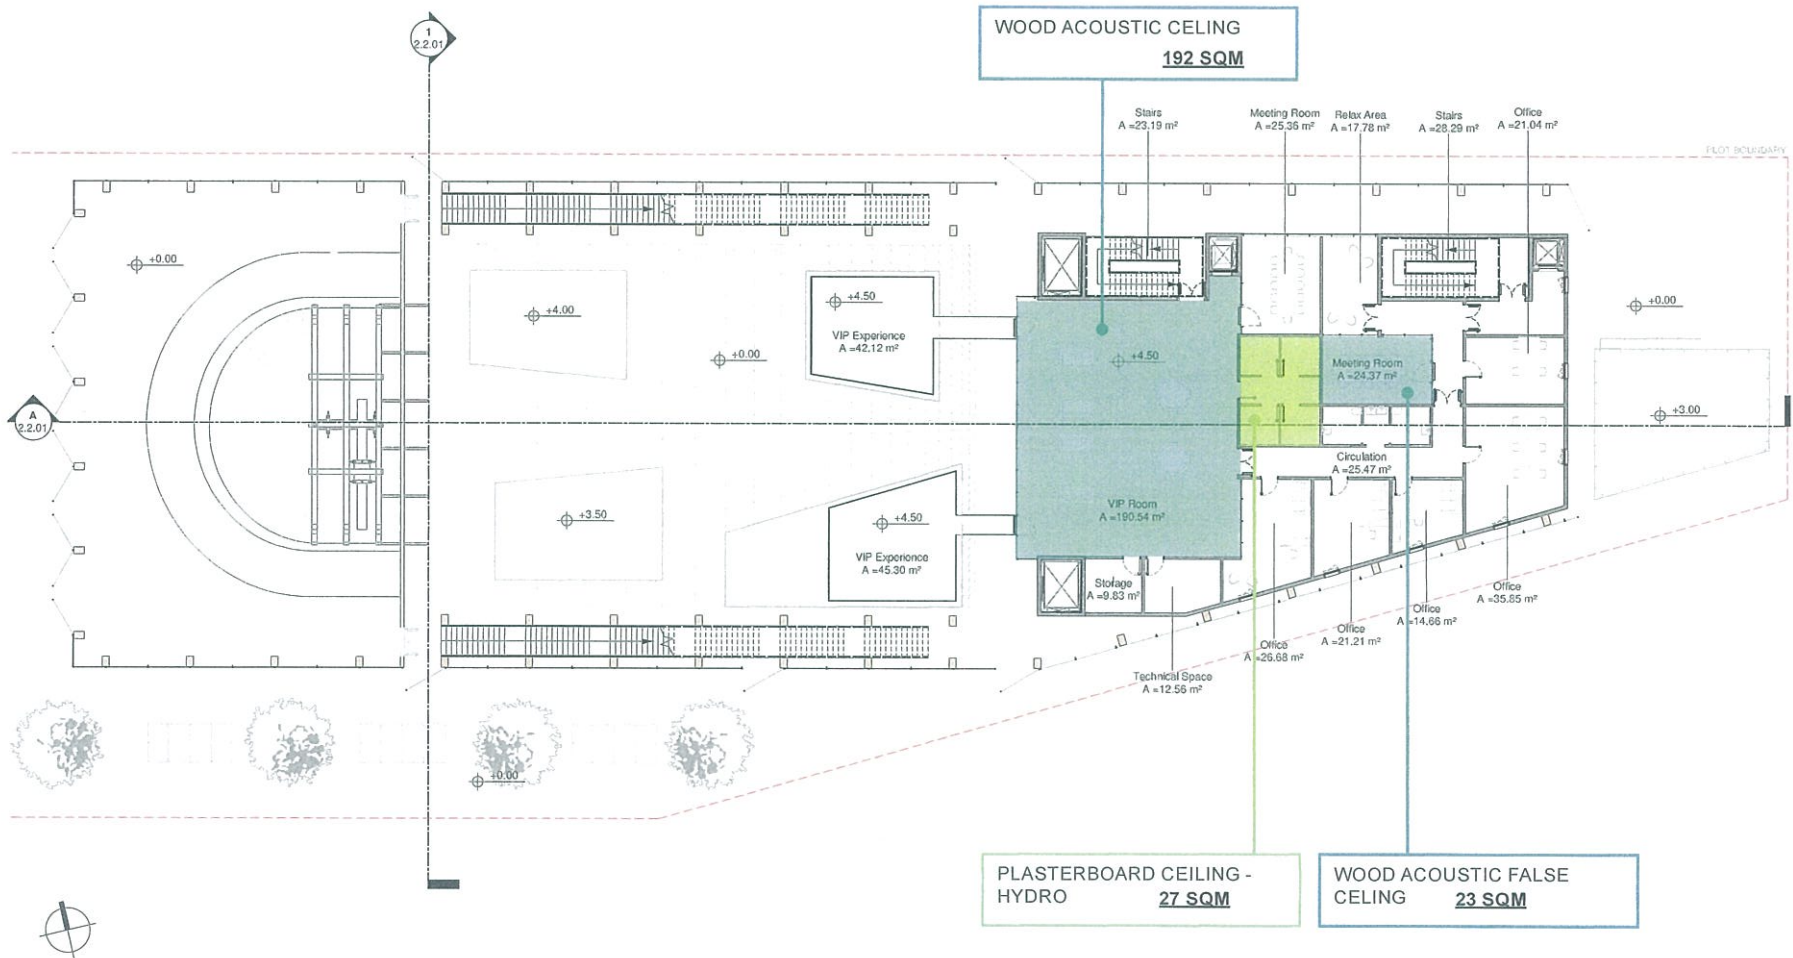 WOOD ACOUSTIC CELING
192 SQM
1
2.2.01
Stairs
A =23.19 m²
Meeting Room
A =25.36 m²
Relax Area
A =17.78 m²
Stairs
A =28.29 m²
Office
A =21.04 m²
PLOT BOUNDARY
+0.00
+4.00
+4.50
VIP Experience
A =42,12 m²
+0.00
+4.50
Meeting Room
A =24.37 m²
+0.00
A
2.2.01
+3.00
Circulation
A =25.47 m²
+3.50
+4.50
VIP Room
A =190.54 m²
VIP Experience
A =45.30 m²
Storage
A =9.83 m²
Office
A =35.85 m²
Office
A =14.66 m²
Office
A =21.21 m²
Office
A =26.68 m²
Technical Space
A =12.56 m²
+0.00
PLASTERBOARD CEILING -
HYDRO 27 SQM
WOOD ACOUSTIC FALSE
CELING 23 SQM